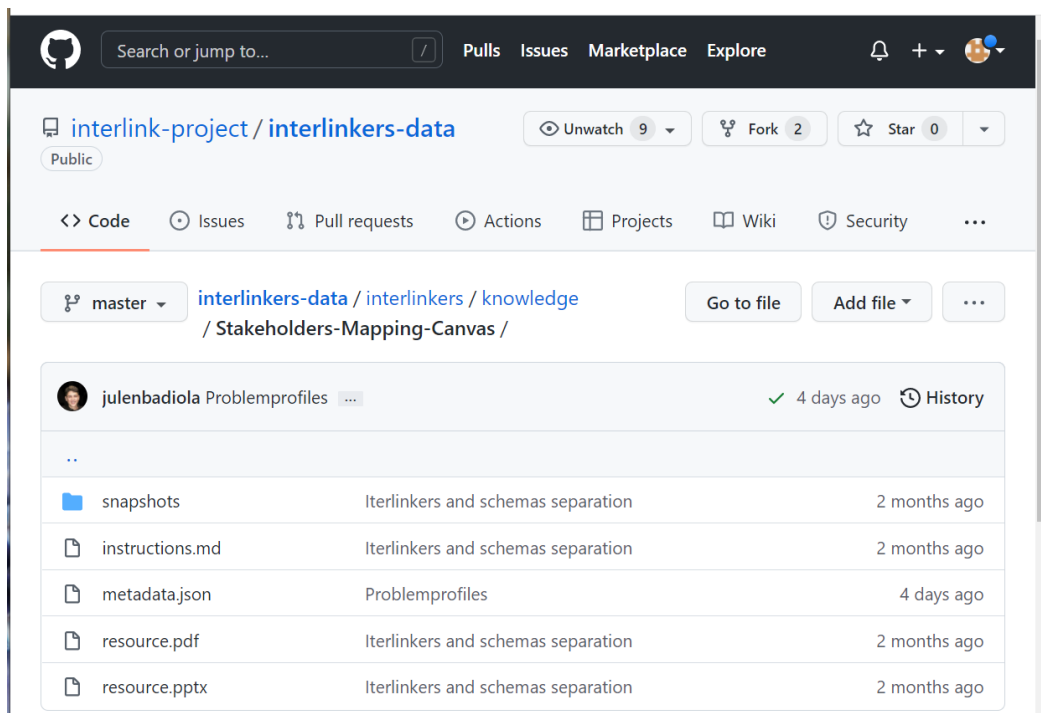 Search or jump to... / Pulls Issues Marketplace Explore
interlink-project / interlinkers-data Unwatch 9 Fork 2 Star 0
Public
<> Code Issues Pull requests Actions Projects Wiki Security ...
master interlinkers-data / interlinkers / knowledge Go to file Add file ...
/ Stakeholders-Mapping-Canvas /
julenbadiola Problemprofiles ... 4 days ago History
..
snapshots Iterlinkers and schemas separation 2 months ago
instructions.md Iterlinkers and schemas separation 2 months ago
metadata.json Problemprofiles 4 days ago
resource.pdf Iterlinkers and schemas separation 2 months ago
resource.pptx Iterlinkers and schemas separation 2 months ago